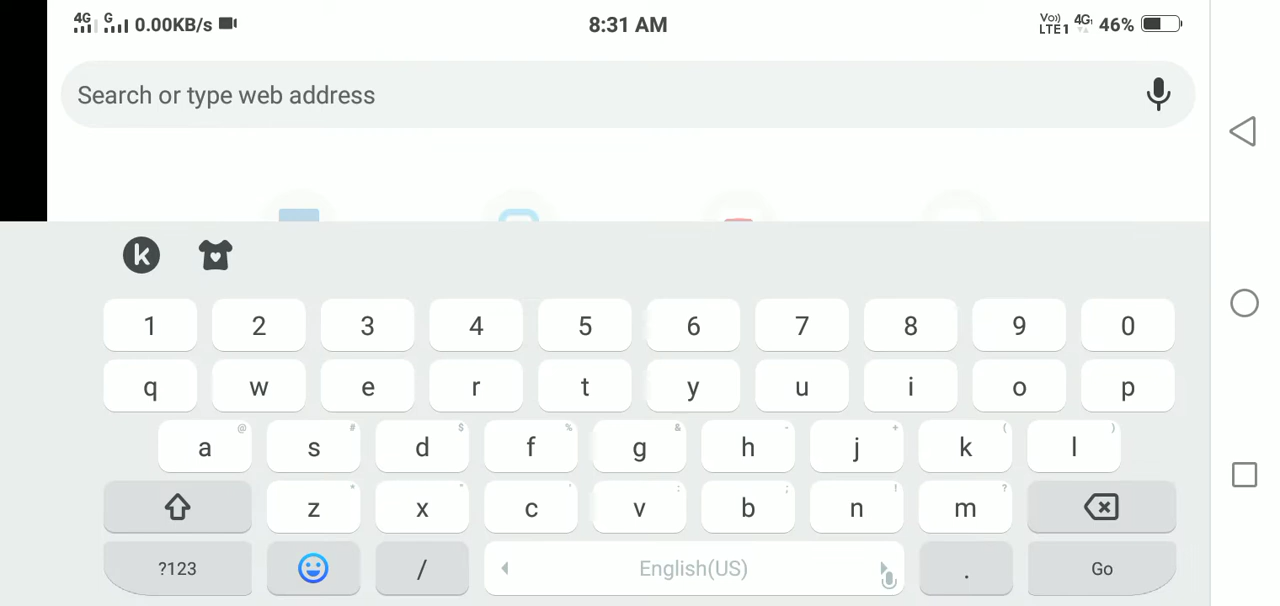 4G G 0.00KB/s 8:31 AM Vo)) LTE1 4G 46%
Search or type web address
k
1 2 3 4 5 6 7 8 9 0
q w e r t y u i o p
@ # $ % & - + ( )
a s d f g h j k l
* " ' : ; ! ?
z x c v b n m
?123 / English(US) . Go